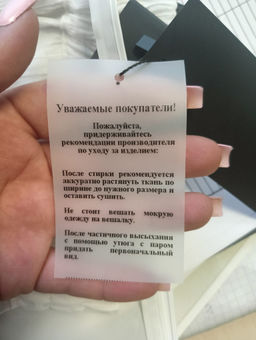 Уважаемые покупатели!
Пожалуйста,
придерживайтесь
рекомендации производителя
по уходу за изделием:
После стирки рекомендуется
аккуратно растянуть ткань по
ширине до нужного размера и
оставить сушить.
Не стоит вешать мокрую
одежду на вешалку.
После частичного высыхания
с помощью утюга с паром
придать первоначальный
вид.